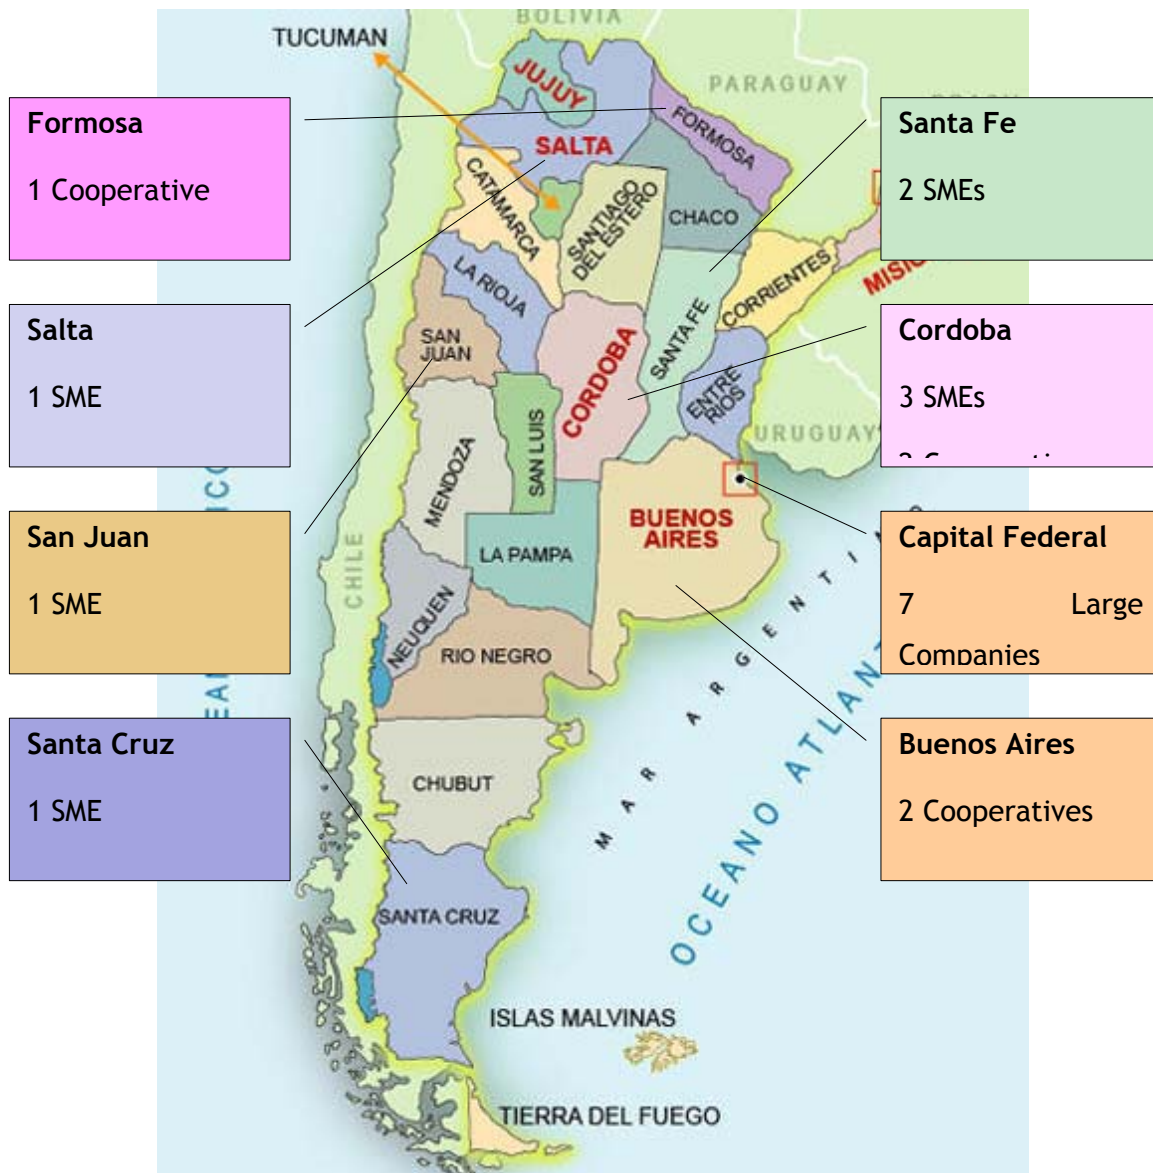 BOLIVIA
TUCUMAN
JUJUY
PARAGUAY
Formosa
1 Cooperative
Santa Fe
2 SMEs
SALTA
FORMOSA
CATAMARCA
SANTIAGO
DEL ESTERO
CHACO
CORRIENTES
LA RIOJA
Salta
1 SME
SAN
JUAN
CORDOBA
SANTA FE
ENTRE
RIOS
Cordoba
3 SMEs
URUGUAY
MENDOZA
SAN LUIS
San Juan
1 SME
CHILE
BUENOS
AIRES
LA PAMPA
Capital Federal
7 Large
Companies
NEUQUEN
RIO NEGRO
MAR ARGENTINO
Santa Cruz
1 SME
CHUBUT
Buenos Aires
2 Cooperatives
SANTA CRUZ
ISLAS MALVINAS
TIERRA DEL FUEGO